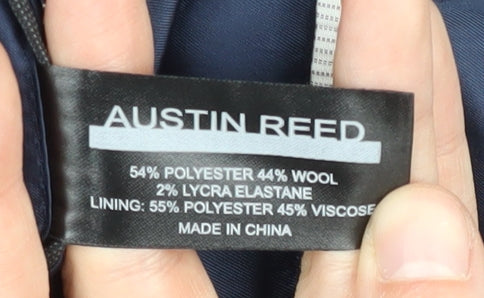 AUSTIN REED
54% POLYESTER 44% WOOL
2% LYCRA ELASTANE
LINING: 55% POLYESTER 45% VISCOSE
MADE IN CHINA